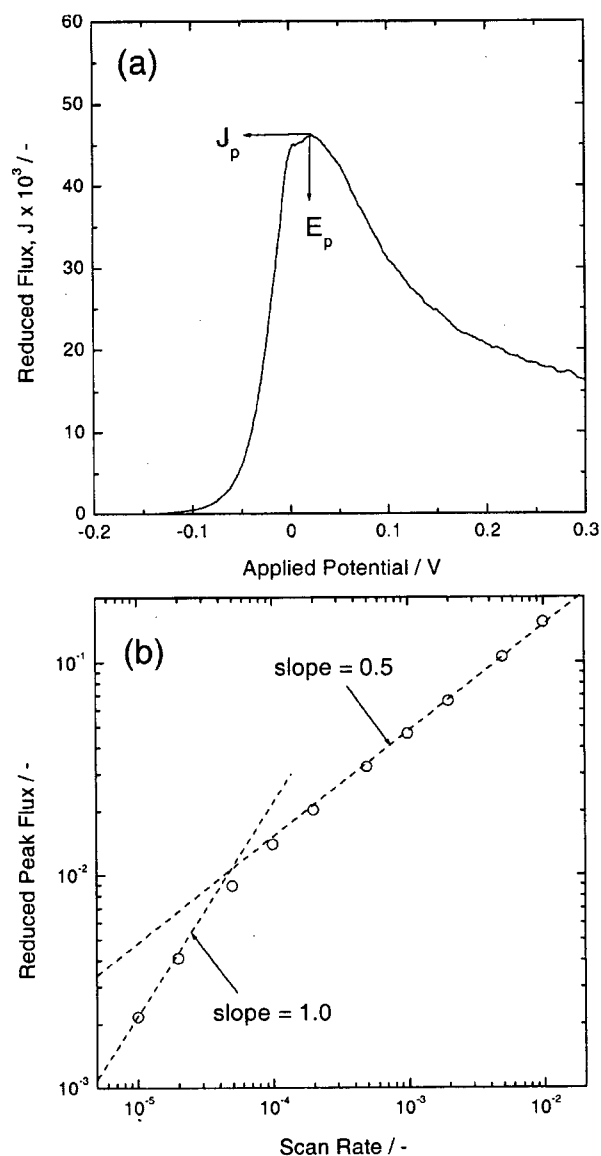 (a)
60
50
40
30
20
10
0
Reduced Flux, J x 10³ / -
J_p
E_p
-0.2
-0.1
0
0.1
0.2
0.3
Applied Potential / V
(b)
10⁻¹
10⁻²
10⁻³
Reduced Peak Flux / -
slope = 0.5
slope = 1.0
10⁻⁵
10⁻⁴
10⁻³
10⁻²
Scan Rate / -